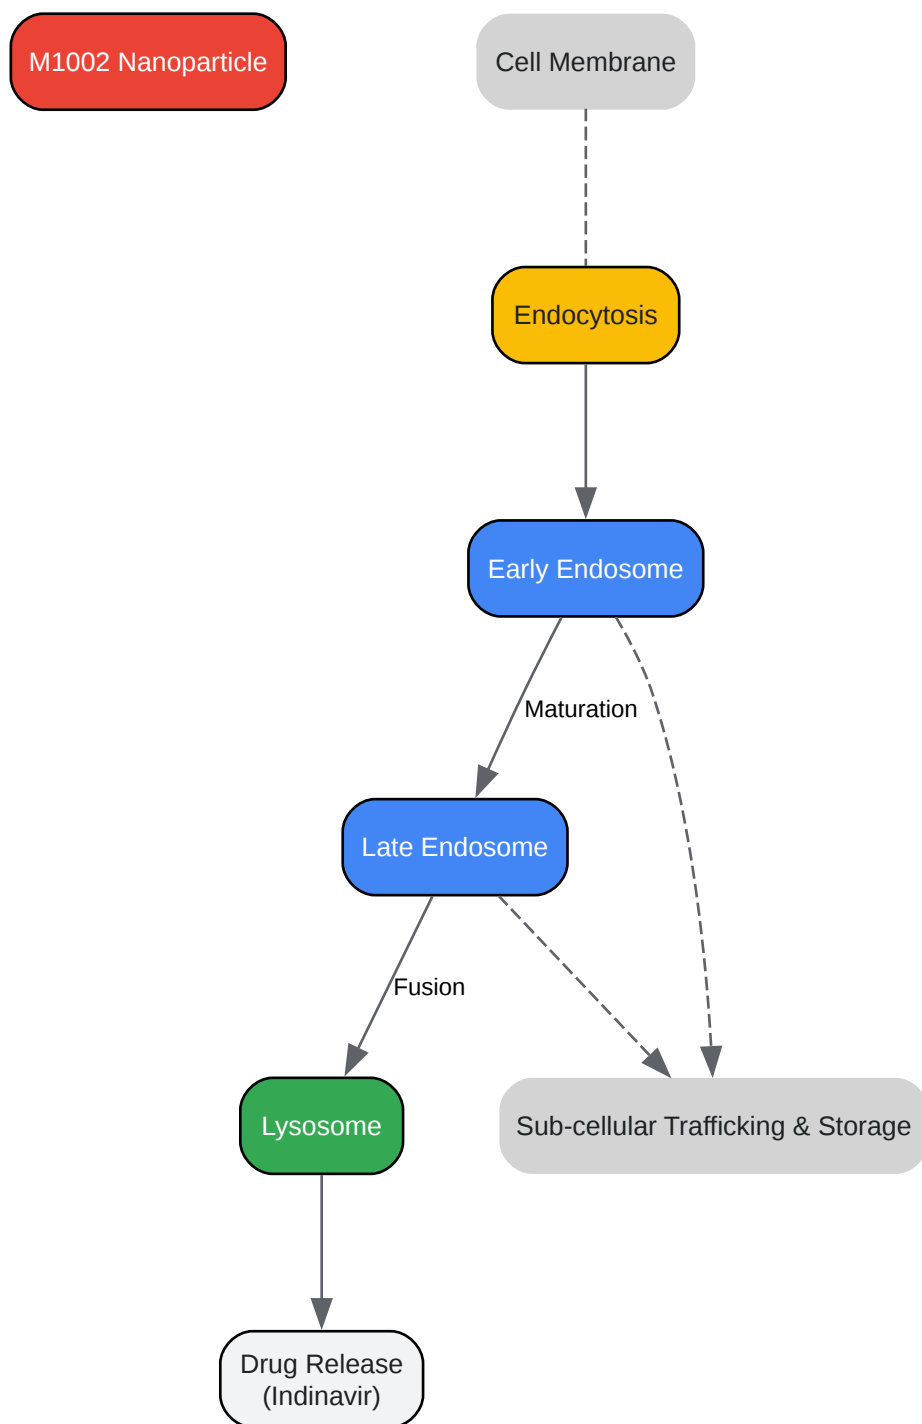 M1002 Nanoparticle
Cell Membrane
Endocytosis
Early Endosome
Maturation
Late Endosome
Fusion
Lysosome
Sub-cellular Trafficking & Storage
Drug Release
(Indinavir)